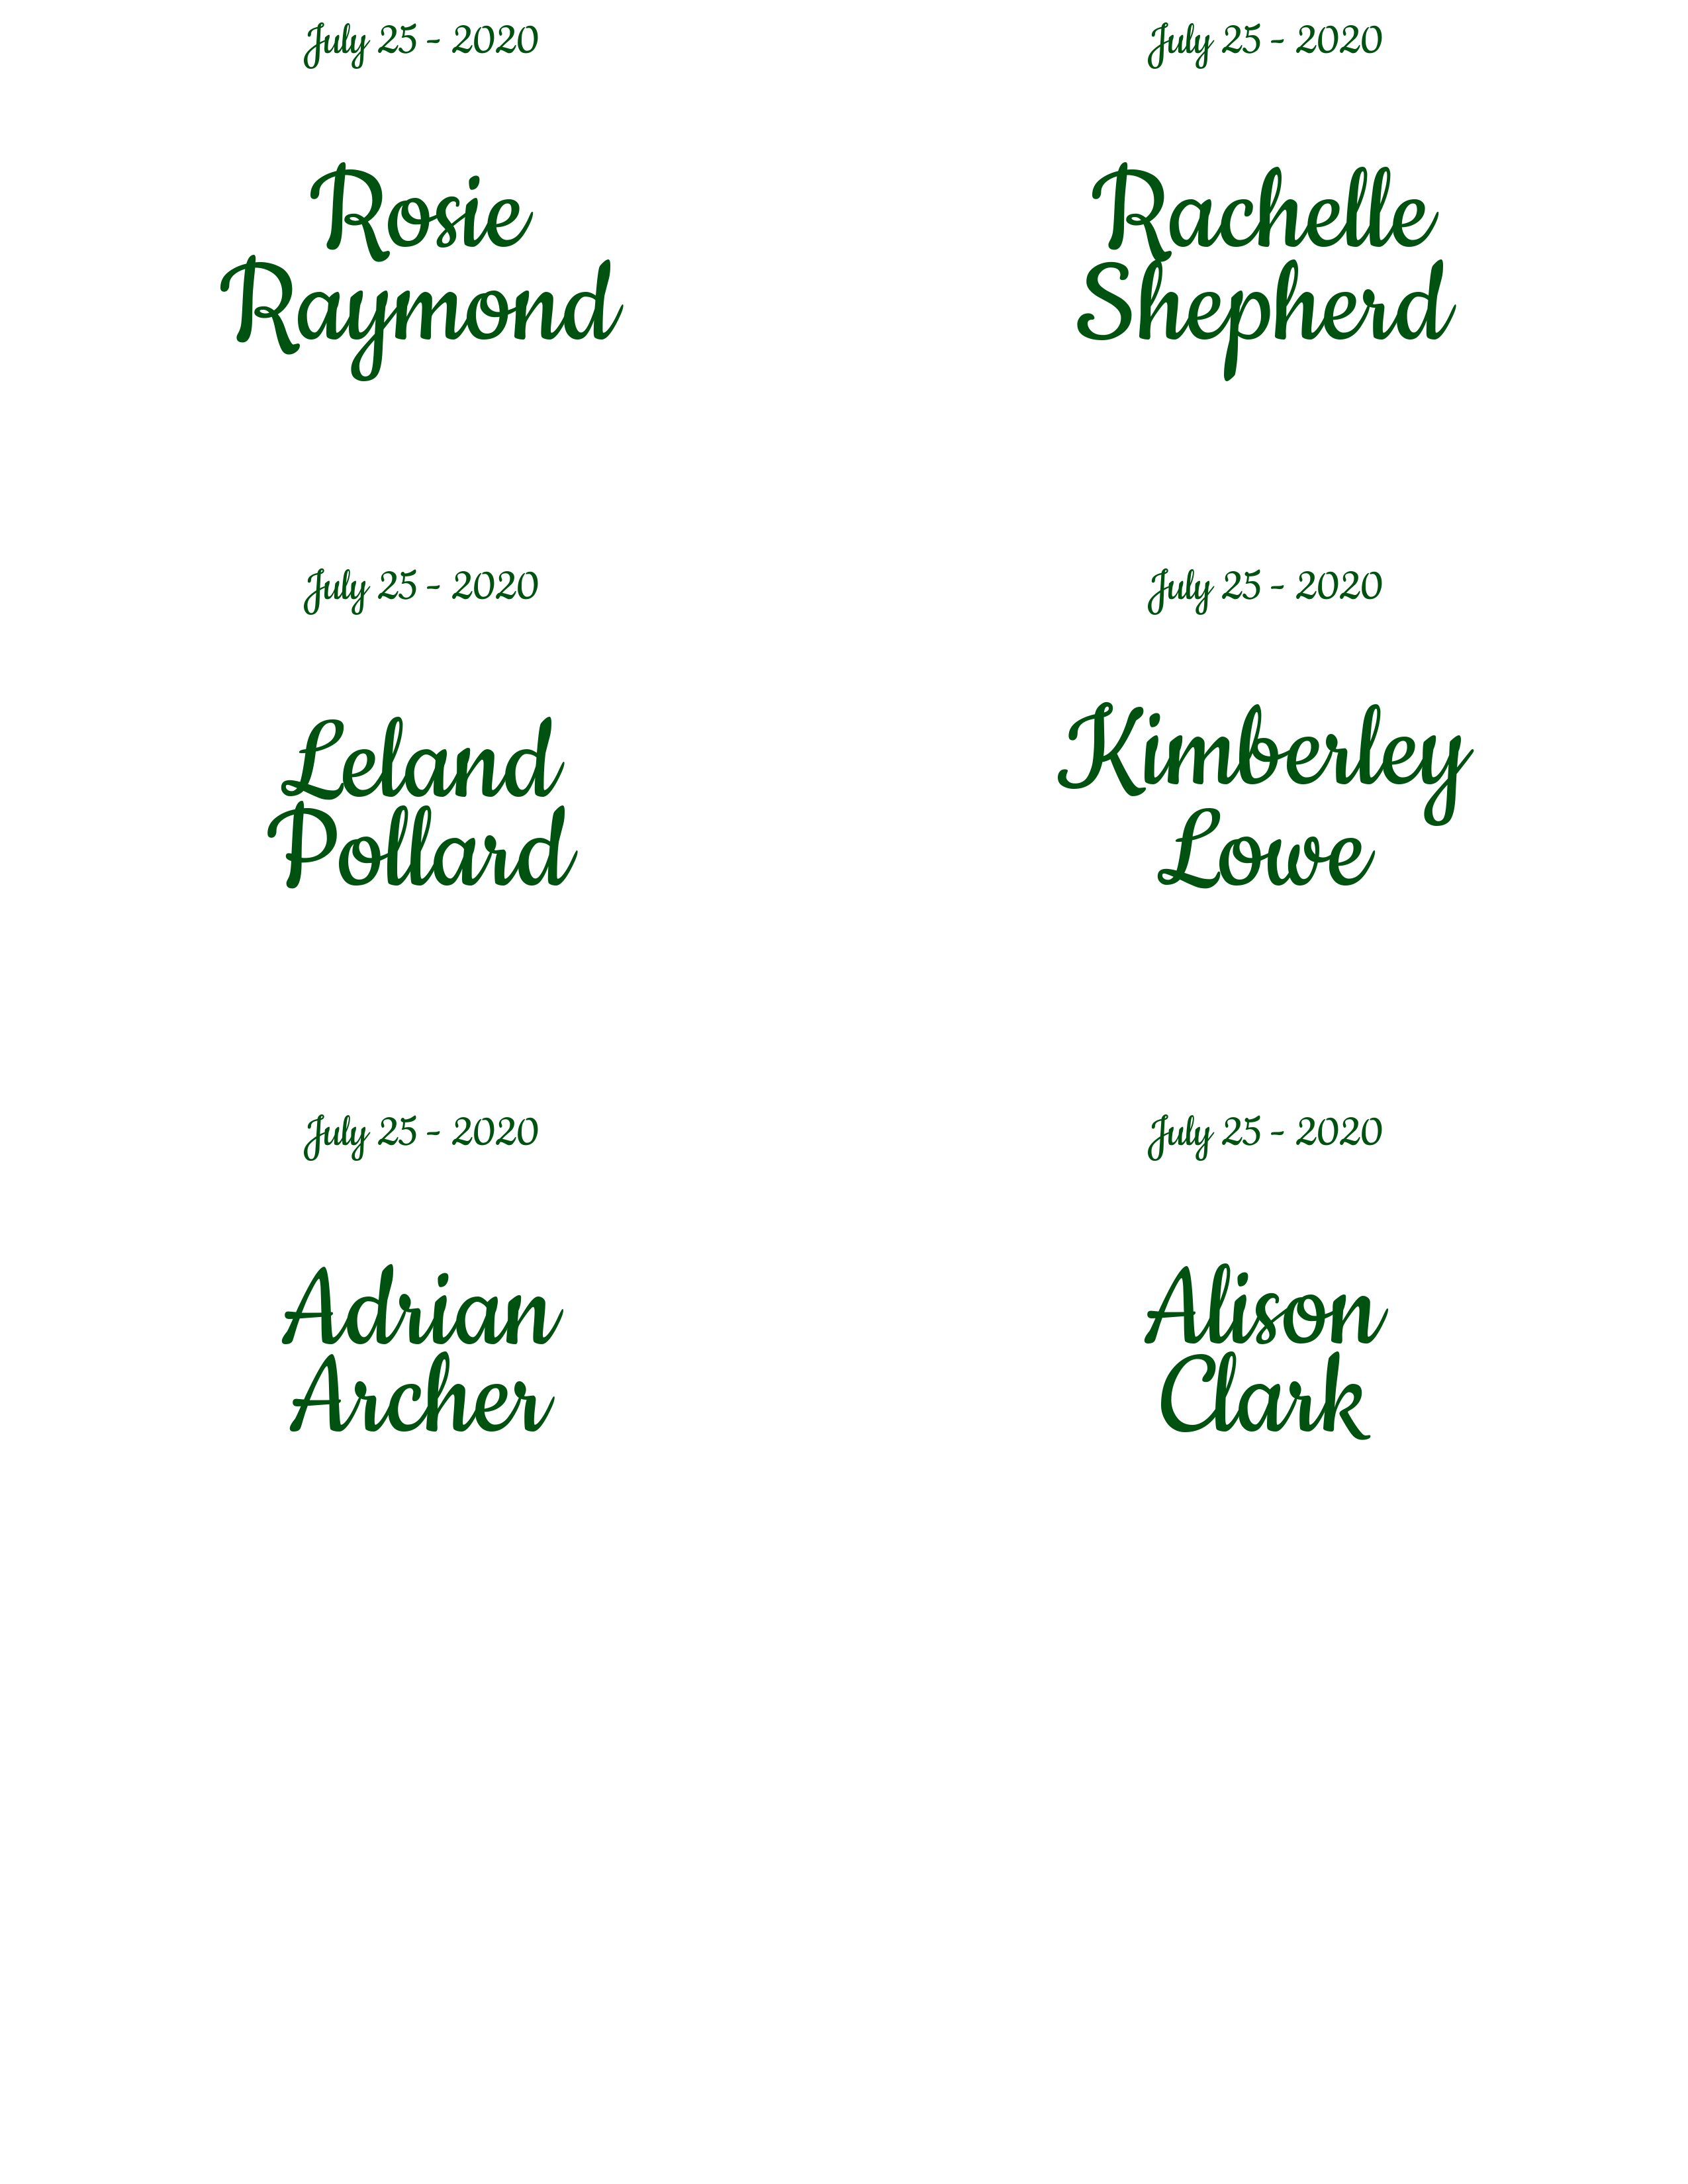 July 25 - 2020
Rosie
Raymond
July 25 - 2020
Rachelle
Shepherd
July 25 - 2020
Leland
Pollard
July 25 - 2020
Kimberley
Lowe
July 25 - 2020
Adrian
Archer
July 25 - 2020
Alison
Clark